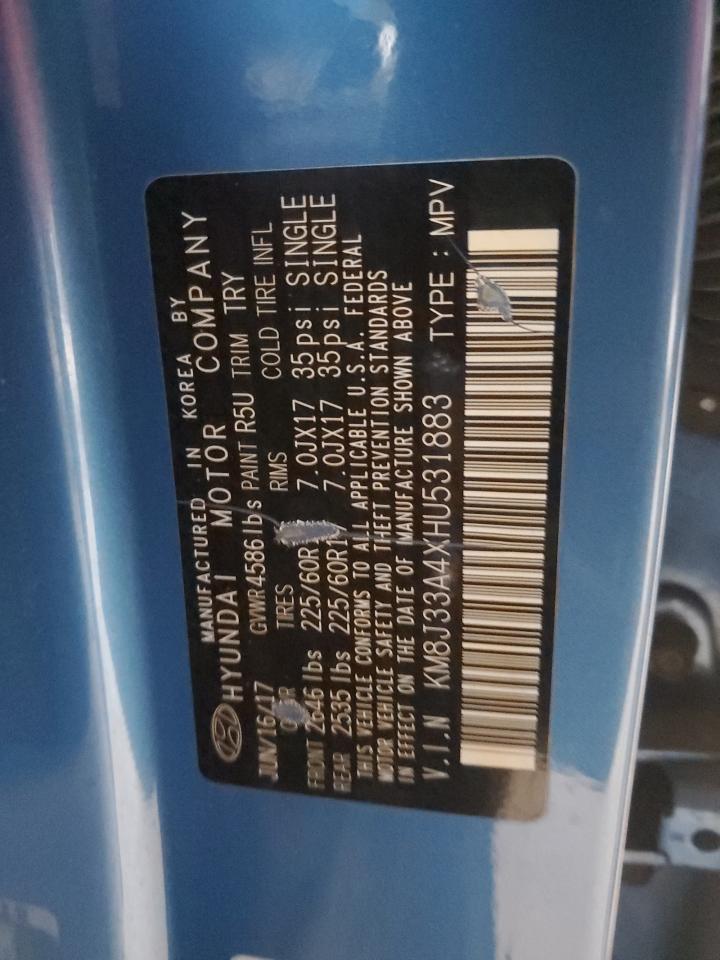 MANUFACTURED IN KOREA BY
HYUNDAI MOTOR COMPANY
JUN/16/17 GVWR 4586 lbs PAINT R5U TRIM TRY
TIRES RMS COLD TIRE INFL
FRONT 2646 lbs 225/60R 7.0JX17 35psi SINGLE
REAR 2535 lbs 225/60R 7.0JX17 35psi SINGLE
THIS VEHICLE CONFORMS TO ALL APPLICABLE U.S.A. FEDERAL
MOTOR VEHICLE SAFETY AND THEFT PREVENTION STANDARDS
IN EFFECT ON THE DATE OF MANUFACTURE SHOWN ABOVE
V.I.N KM8J33A4XHU531883 TYPE : MPV